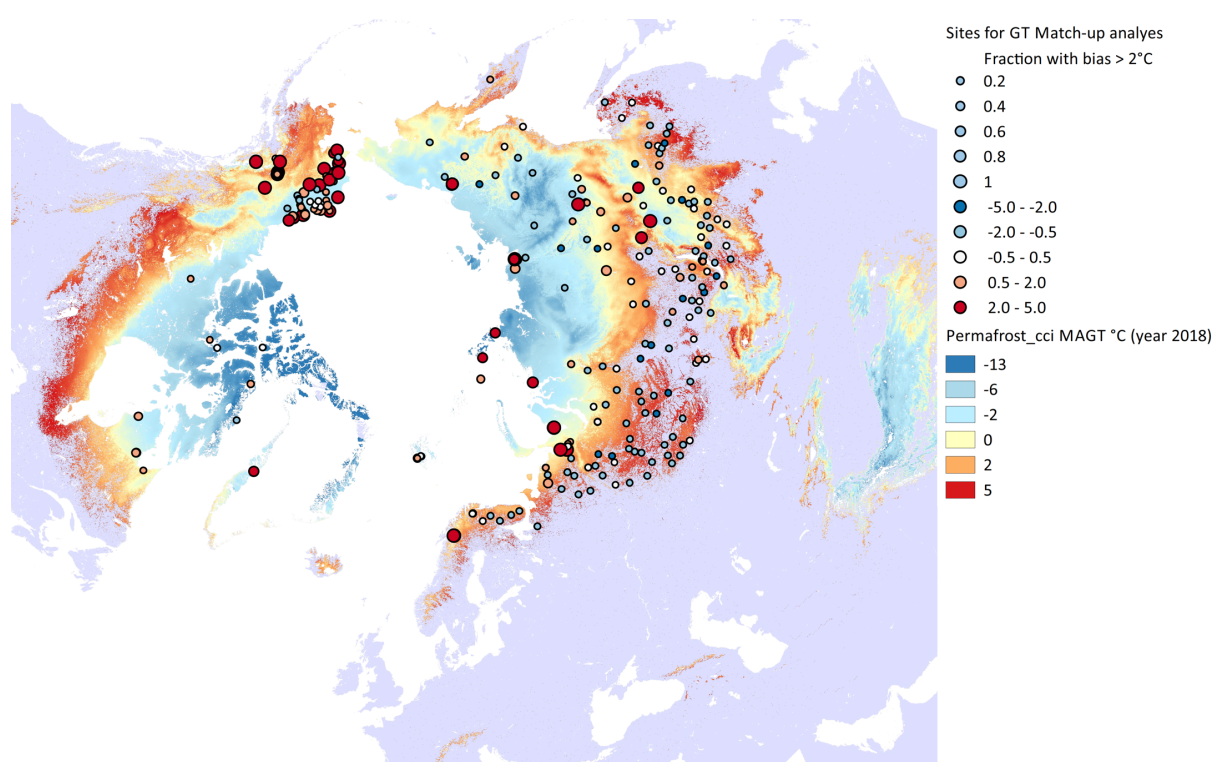 Sites for GT Match-up analyes
Fraction with bias > 2°C
0.2
0.4
0.6
0.8
1
-5.0 - -2.0
-2.0 - -0.5
-0.5 - 0.5
0.5 - 2.0
2.0 - 5.0
Permafrost_cci MAGT °C (year 2018)
-13
-6
-2
0
2
5